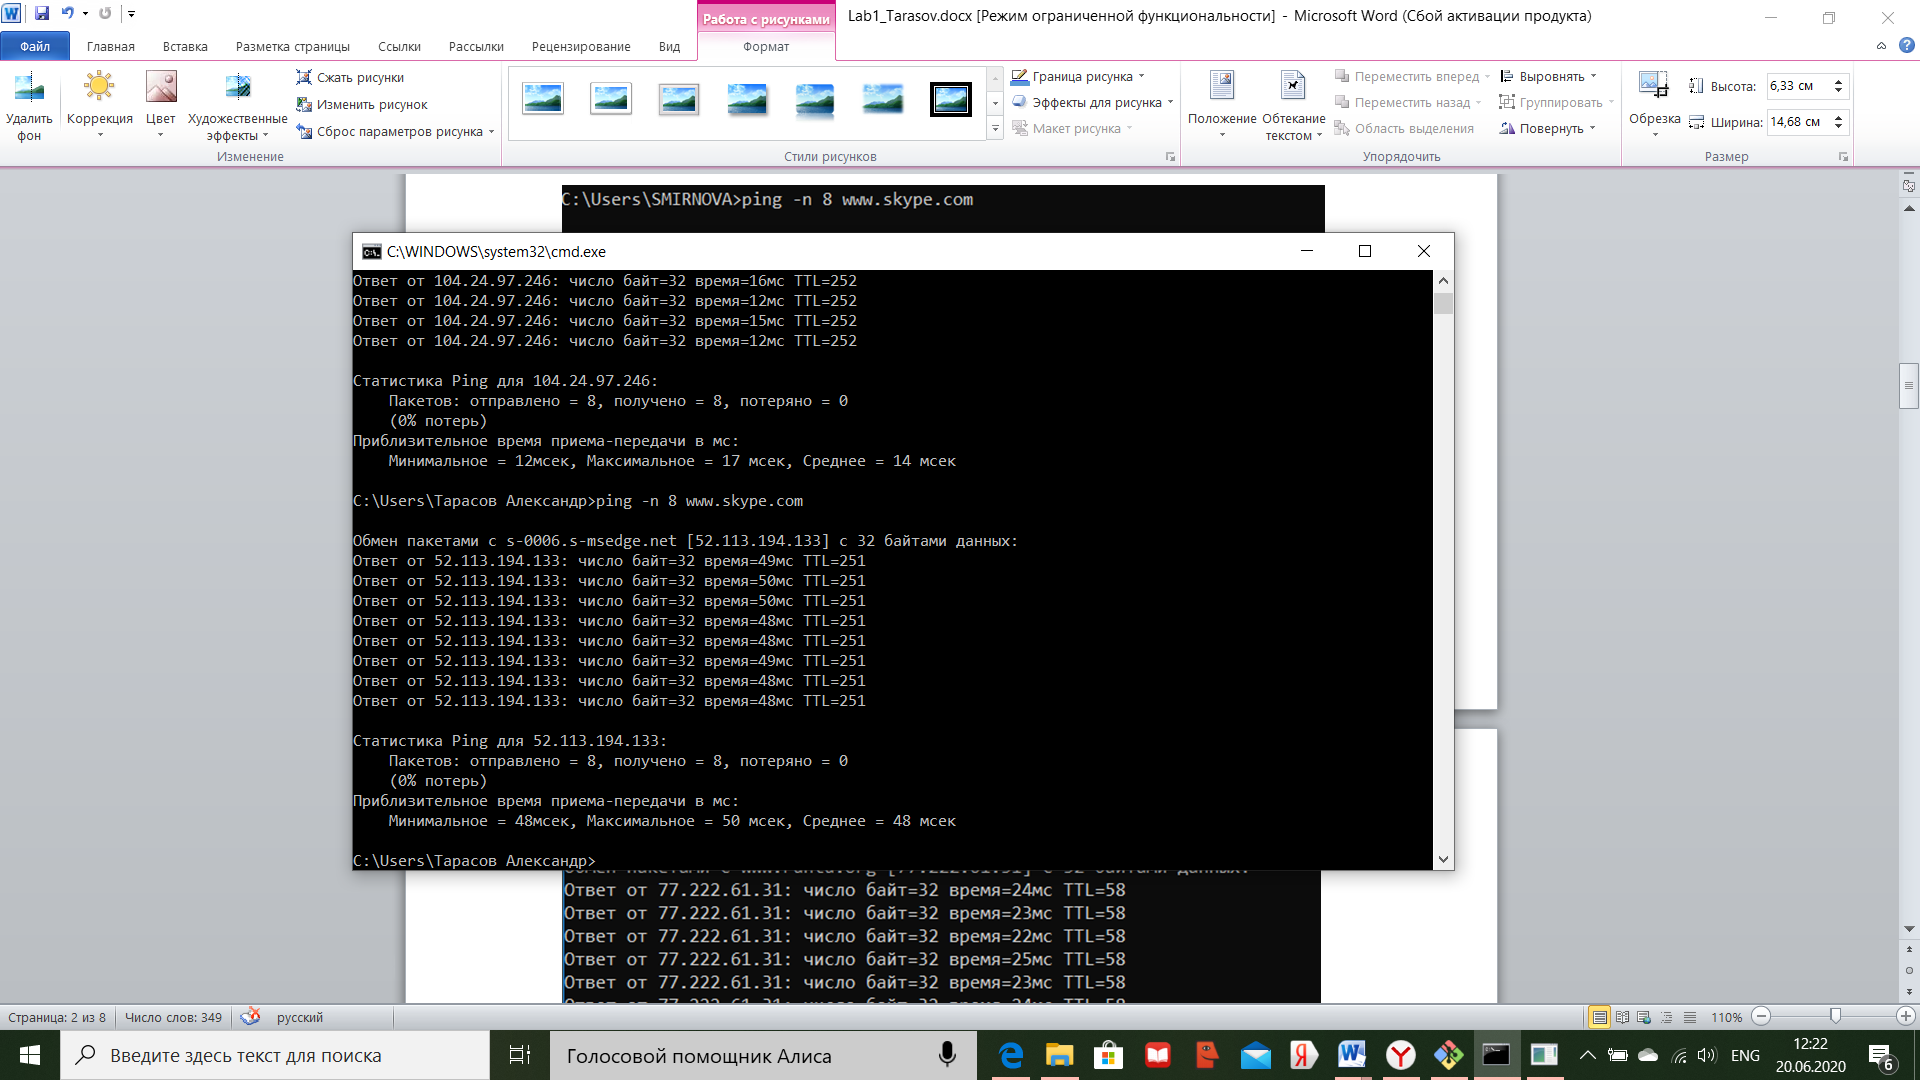 Работа с рисунками
Lab1_Tarasov.docx [Режим ограниченной функциональности] - Microsoft Word (Сбой активации продукта)
Файл Главная Вставка Разметка страницы Ссылки Рассылки Рецензирование Вид Формат
Удалить фон
Коррекция
Цвет
Художественные эффекты
Сжать рисунки
Изменить рисунок
Сброс параметров рисунка
Изменение
Стили рисунков
Граница рисунка
Эффекты для рисунка
Макет рисунка
Положение
Обтекание текстом
Переместить вперед
Переместить назад
Область выделения
Выровнять
Группировать
Повернуть
Упорядочить
Обрезка
Высота: 6,33 см
Ширина: 14,68 см
Размер
C:\Users\SMIRNOVA>ping -n 8 www.skype.com
C:\WINDOWS\system32\cmd.exe
Ответ от 104.24.97.246: число байт=32 время=16мс TTL=252
Ответ от 104.24.97.246: число байт=32 время=12мс TTL=252
Ответ от 104.24.97.246: число байт=32 время=15мс TTL=252
Ответ от 104.24.97.246: число байт=32 время=12мс TTL=252
Статистика Ping для 104.24.97.246:
Пакетов: отправлено = 8, получено = 8, потеряно = 0
(0% потерь)
Приблизительное время приема-передачи в мс:
Минимальное = 12мсек, Максимальное = 17 мсек, Среднее = 14 мсек
C:\Users\Тарасов Александр>ping -n 8 www.skype.com
Обмен пакетами с s-0006.s-msedge.net [52.113.194.133] с 32 байтами данных:
Ответ от 52.113.194.133: число байт=32 время=49мс TTL=251
Ответ от 52.113.194.133: число байт=32 время=50мс TTL=251
Ответ от 52.113.194.133: число байт=32 время=50мс TTL=251
Ответ от 52.113.194.133: число байт=32 время=48мс TTL=251
Ответ от 52.113.194.133: число байт=32 время=48мс TTL=251
Ответ от 52.113.194.133: число байт=32 время=49мс TTL=251
Ответ от 52.113.194.133: число байт=32 время=48мс TTL=251
Ответ от 52.113.194.133: число байт=32 время=48мс TTL=251
Статистика Ping для 52.113.194.133:
Пакетов: отправлено = 8, получено = 8, потеряно = 0
(0% потерь)
Приблизительное время приема-передачи в мс:
Минимальное = 48мсек, Максимальное = 50 мсек, Среднее = 48 мсек
C:\Users\Тарасов Александр>
Ответ от 77.222.61.31: число байт=32 время=24мс TTL=58
Ответ от 77.222.61.31: число байт=32 время=23мс TTL=58
Ответ от 77.222.61.31: число байт=32 время=22мс TTL=58
Ответ от 77.222.61.31: число байт=32 время=25мс TTL=58
Ответ от 77.222.61.31: число байт=32 время=23мс TTL=58
Страница: 2 из 8 Число слов: 349 русский 110%
Введите здесь текст для поиска
Голосовой помощник Алиса
ENG
12:22
20.06.2020
6